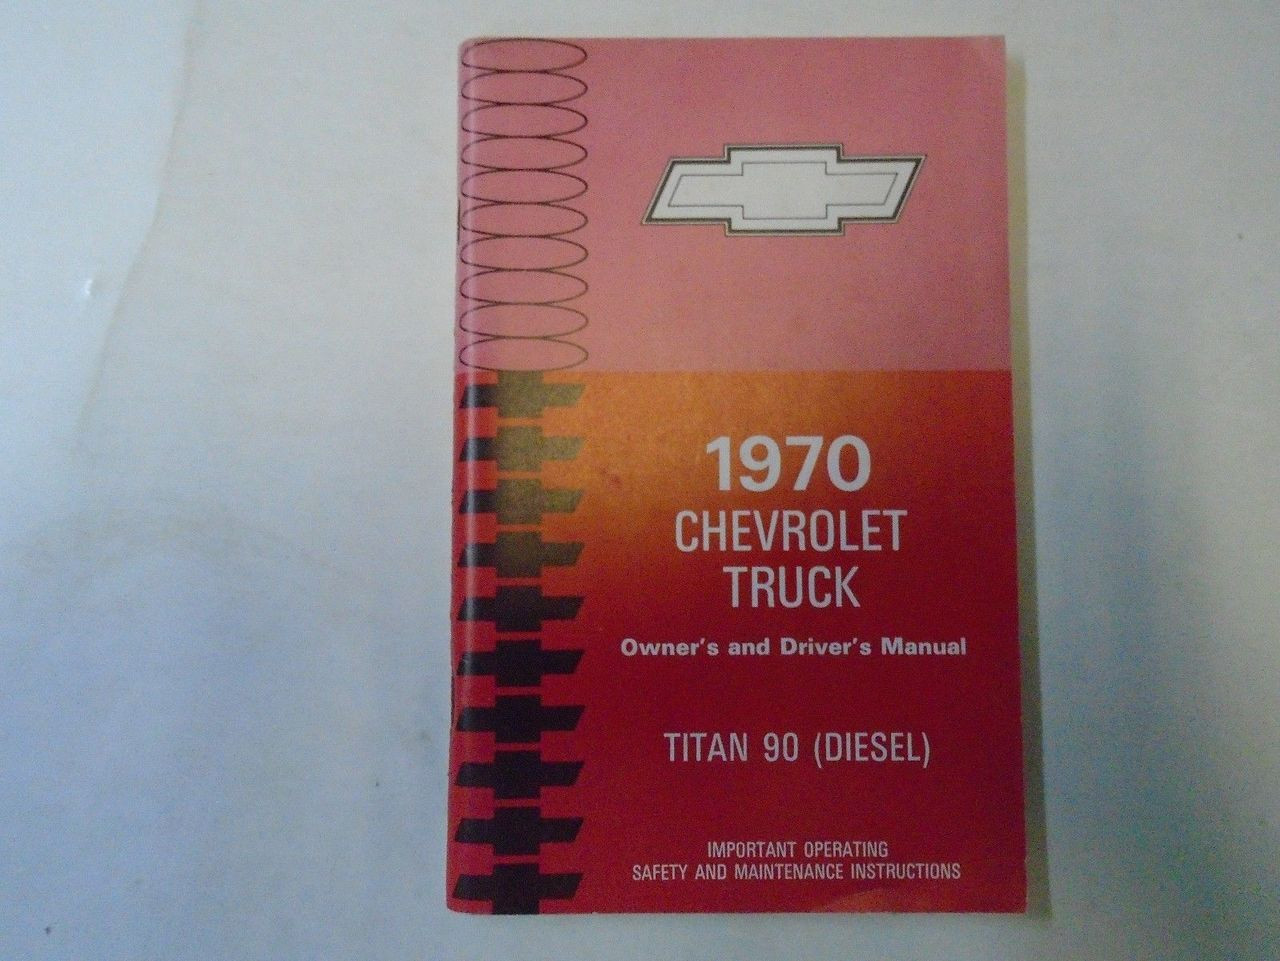 1970
CHEVROLET
TRUCK
Owner's and Driver's Manual
TITAN 90 (DIESEL)
IMPORTANT OPERATING
SAFETY AND MAINTENANCE INSTRUCTIONS